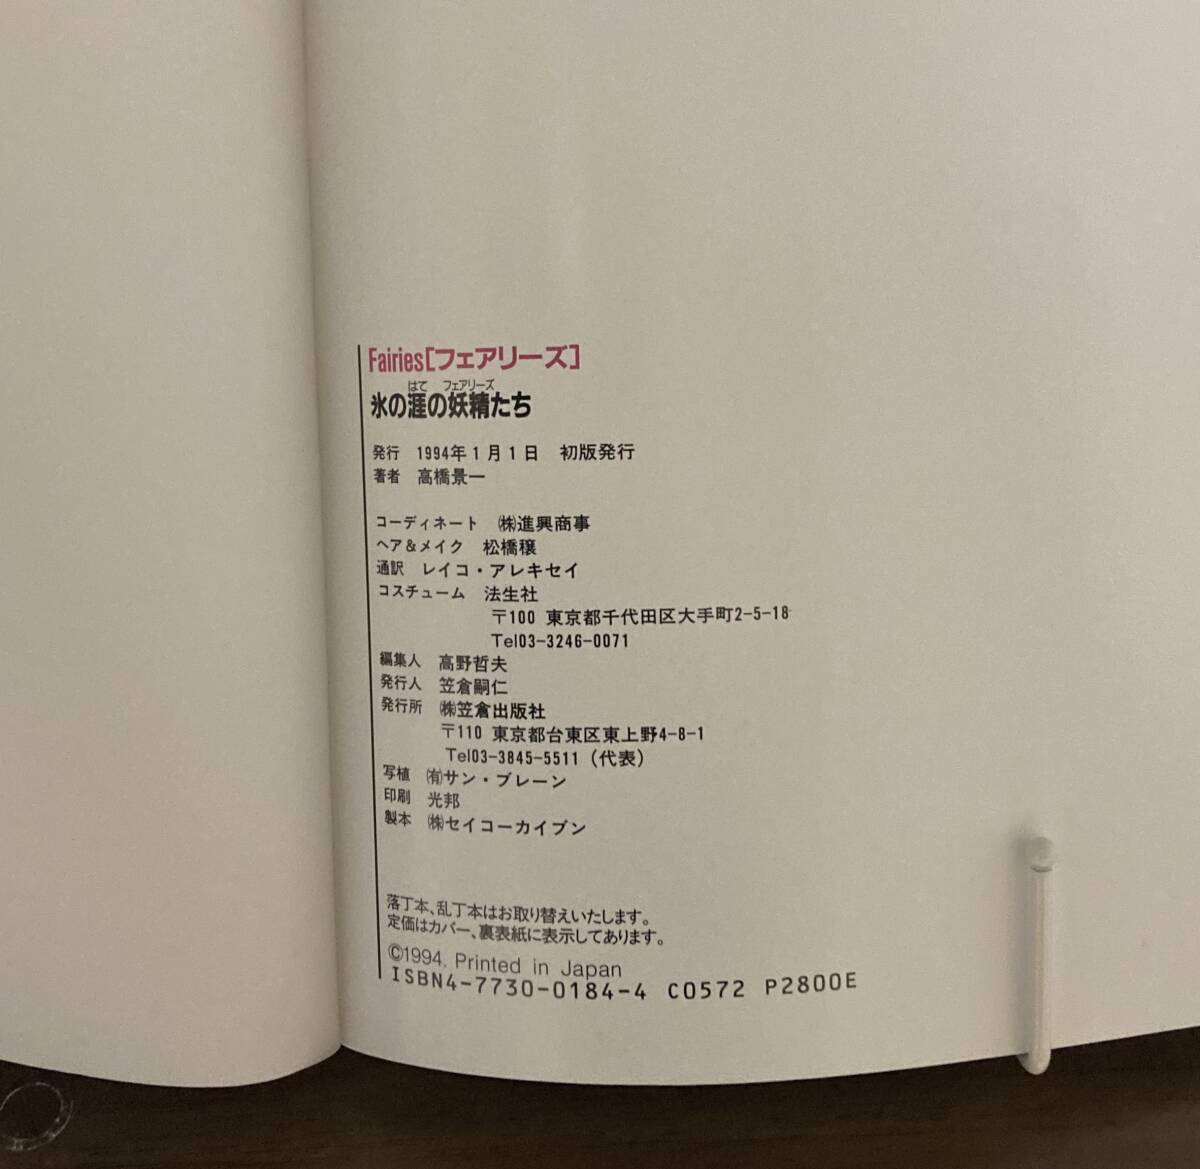 Fairies[フェアリーズ]
はて フェアリーズ
氷の涯の妖精たち
発行 1994年1月1日 初版発行
著者 高橋景一
コーディネート ㈱進興商事
ヘア&メイク 松橋穣
通訳 レイコ・アレキセイ
コスチューム 法生社
〒100 東京都千代田区大手町2-5-18
Tel03-3246-0071
編集人 高野哲夫
発行人 笠倉嗣仁
発行所 ㈱笠倉出版社
〒110 東京都台東区東上野4-8-1
Tel03-3845-5511(代表)
写植 ㈲サン・ブレーン
印刷 光邦
製本 ㈱セイコーカイブン
落丁本、乱丁本はお取り替えいたします。
定価はカバー、裏表紙に表示してあります。
©1994, Printed in Japan
ISBN4-7730-0184-4 C0572 P2800E